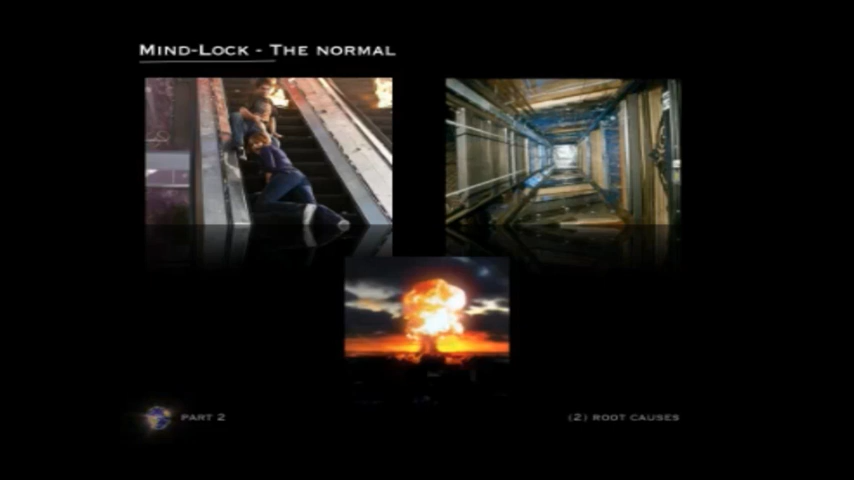 Mind-Lock - The normal
Part 2
(2) Root Causes